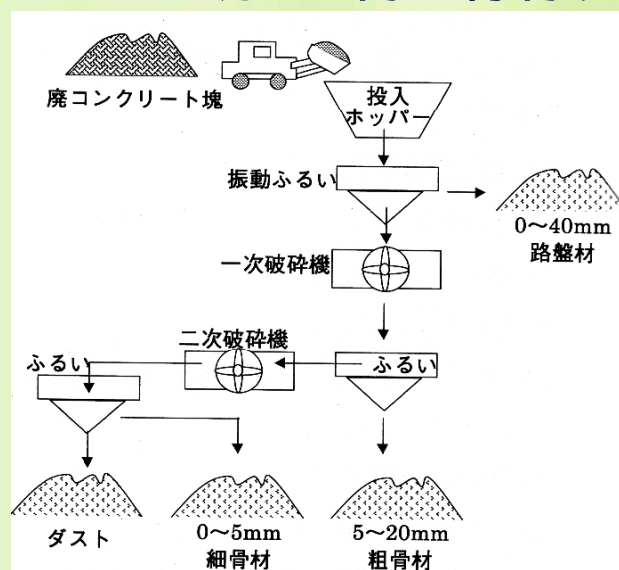 廃コンクリート塊
投入
ホッパー
振動ふるい
0〜40mm
路盤材
一次破砕機
二次破砕機
ふるい
ふるい
ダスト
0〜5mm
細骨材
5〜20mm
粗骨材